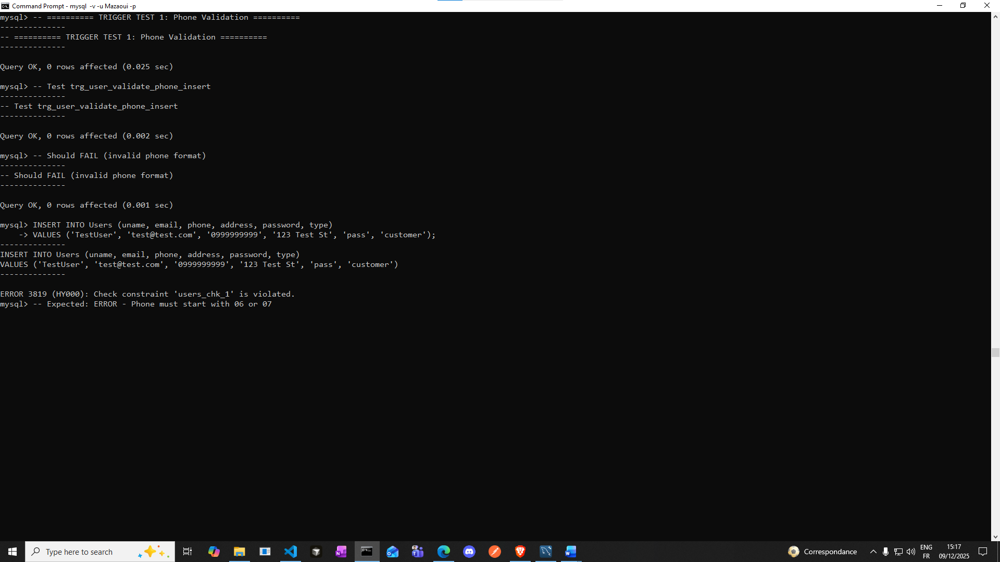 Command Prompt - mysql -v -u Mazaoui -p
mysql> -- ========== TRIGGER TEST 1: Phone Validation ==========
--------------
-- ========== TRIGGER TEST 1: Phone Validation ==========
--------------
Query OK, 0 rows affected (0.025 sec)
mysql> -- Test trg_user_validate_phone_insert
--------------
-- Test trg_user_validate_phone_insert
--------------
Query OK, 0 rows affected (0.002 sec)
mysql> -- Should FAIL (invalid phone format)
--------------
-- Should FAIL (invalid phone format)
--------------
Query OK, 0 rows affected (0.001 sec)
mysql> INSERT INTO Users (uname, email, phone, address, password, type)
    -> VALUES ('TestUser', 'test@test.com', '0999999999', '123 Test St', 'pass', 'customer');
--------------
INSERT INTO Users (uname, email, phone, address, password, type)
VALUES ('TestUser', 'test@test.com', '0999999999', '123 Test St', 'pass', 'customer')
--------------
ERROR 3819 (HY000): Check constraint 'users_chk_1' is violated.
mysql> -- Expected: ERROR - Phone must start with 06 or 07
Type here to search
Correspondance
ENG
FR
15:17
09/12/2025